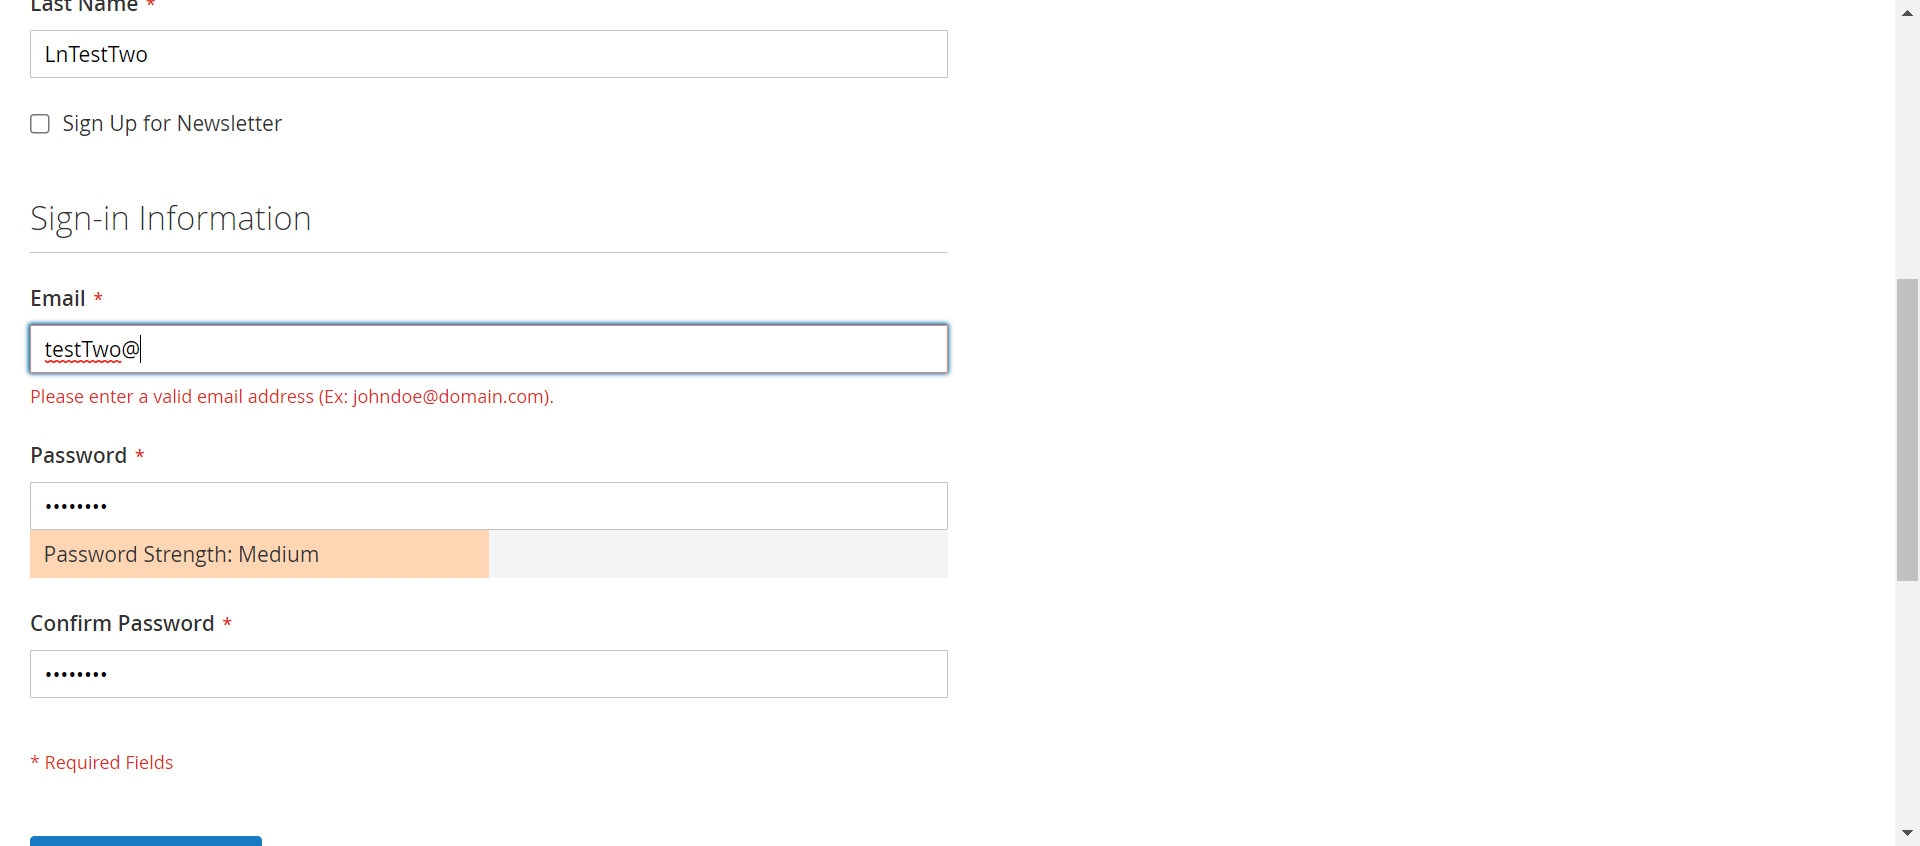 Last Name *
LnTestTwo
Sign Up for Newsletter
Sign-in Information
Email *
testTwo@
Please enter a valid email address (Ex: johndoe@domain.com).
Password *
••••••••
Password Strength: Medium
Confirm Password *
••••••••
* Required Fields